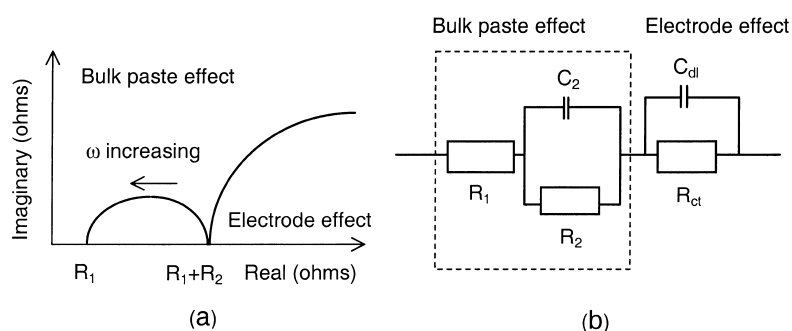 Bulk paste effect
ω increasing
Electrode effect
Imaginary (ohms)
R1
R1+R2
Real (ohms)
(a)
Bulk paste effect
Electrode effect
C2
Cdl
R1
R2
Rct
(b)